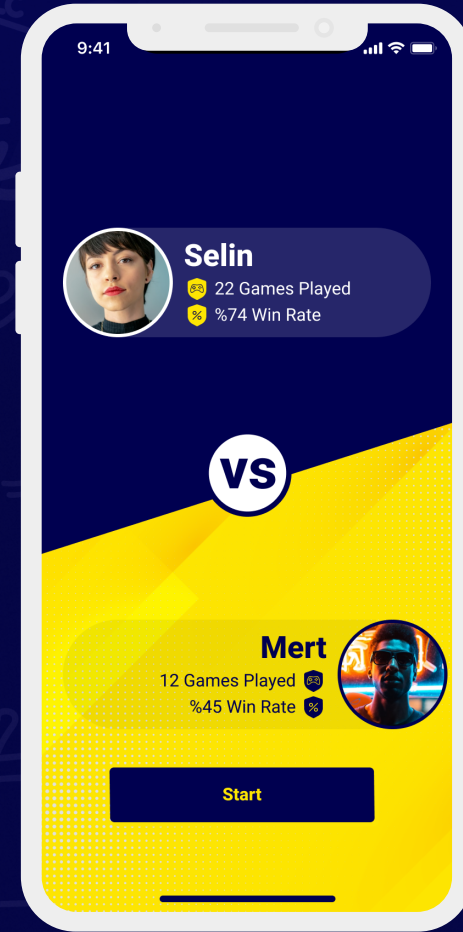 9:41
Selin
22 Games Played
%74 Win Rate
VS
Mert
12 Games Played
%45 Win Rate
Start